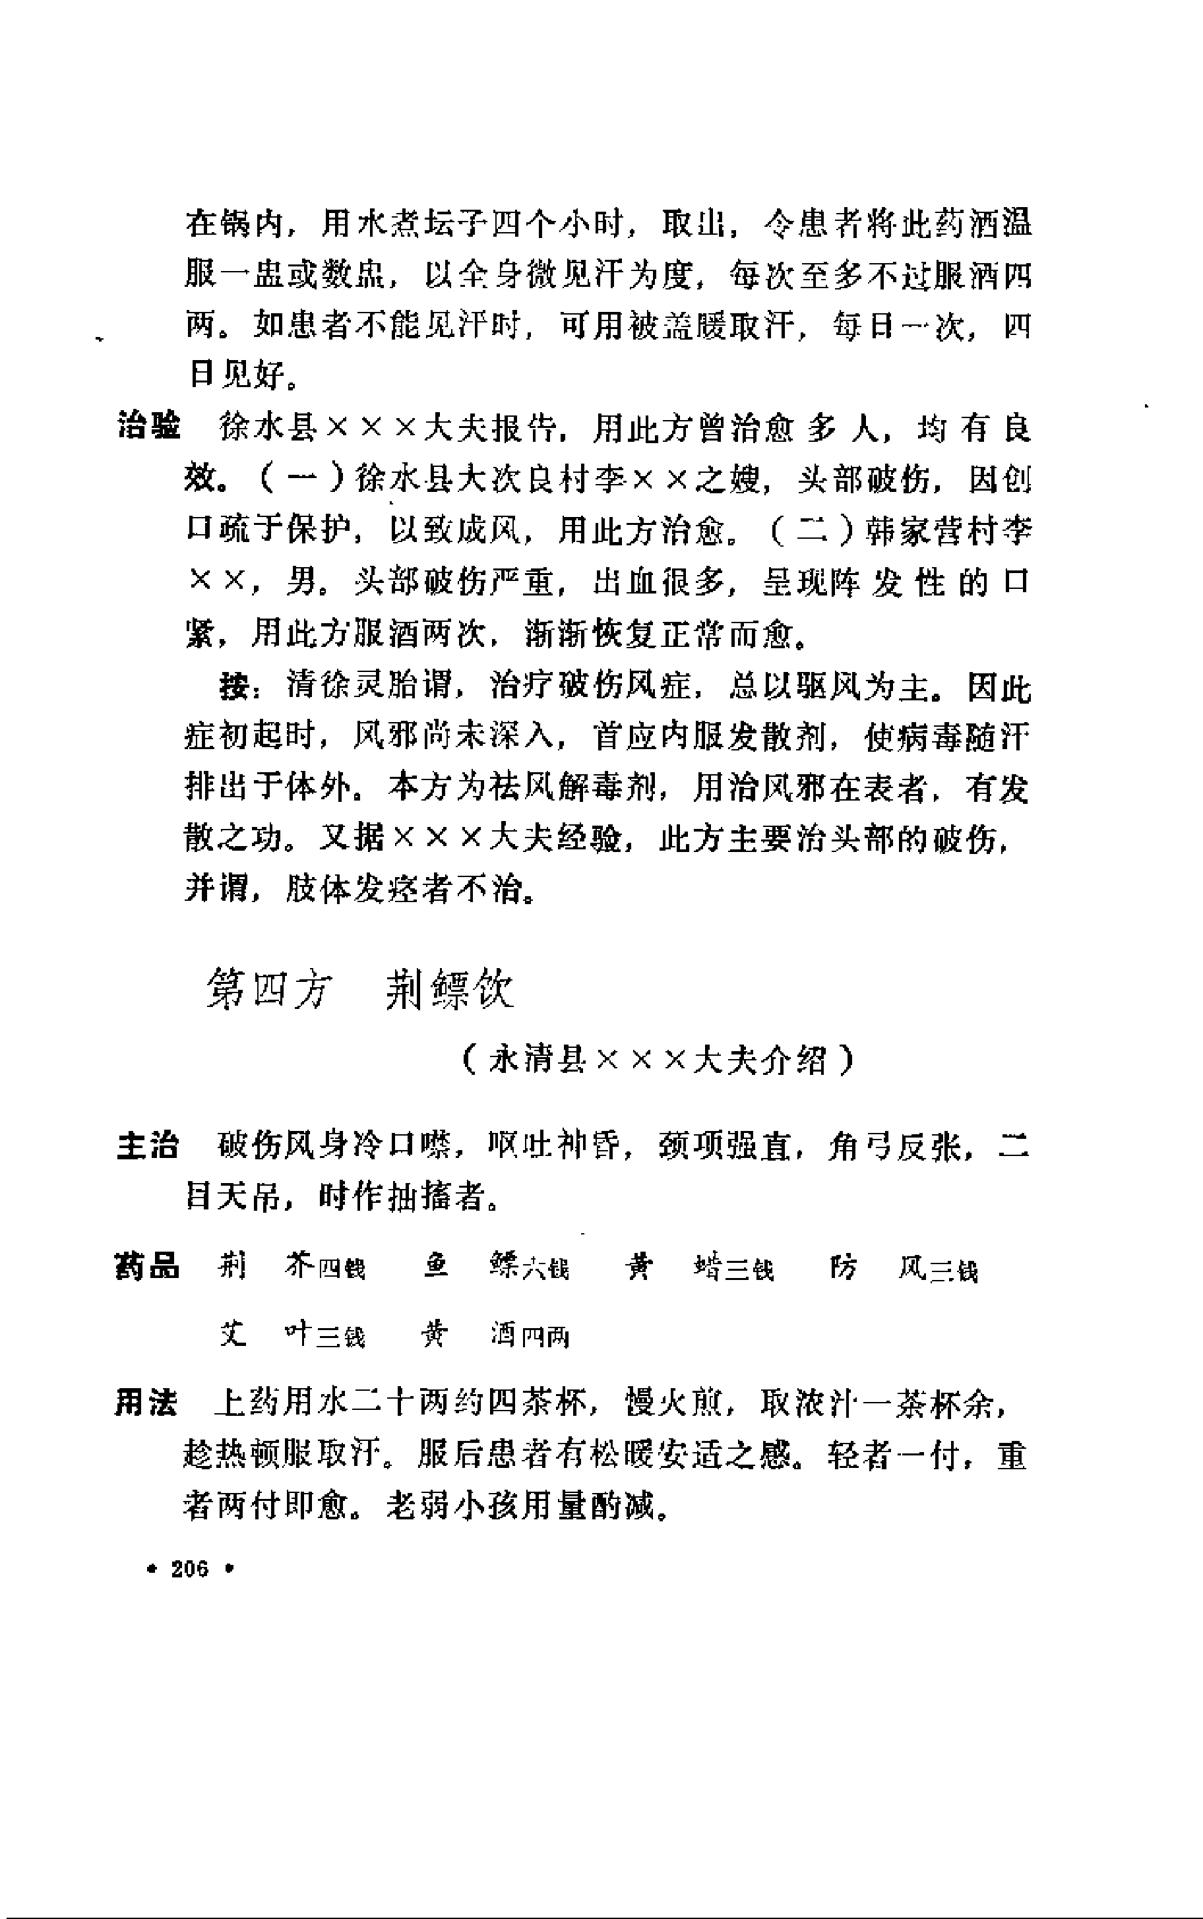 在锅内，用水煮坛子四个小时，取出，令患者将此药酒温
服一盅或数盅，以全身微见汗为度，每次至多不过服酒四
两。如患者不能见汗时，可用被盖暖取汗，每日一次，四
日见好。
治验 徐水县×××大夫报告，用此方曾治愈多人，均有良
效。（一）徐水县大次良村李××之嫂，头部破伤，因创
口疏于保护，以致成风，用此方治愈。（二）韩家营村李
××，男。头部破伤严重，出血很多，呈现阵发性的口
紧，用此方服酒两次，渐渐恢复正常而愈。
按：清徐灵胎谓，治疗破伤风症，总以驱风为主。因此
症初起时，风邪尚未深入，首应内服发散剂，使病毒随汗
排出于体外。本方为祛风解毒剂，用治风邪在表者，有发
散之功。又据×××大夫经验，此方主要治头部的破伤，
并谓，肢体发痉者不治。
第四方 荆鳔饮
（永清县×××大夫介绍）
主治 破伤风身冷口噤，呕吐神昏，颈项强直，角弓反张，二
目天吊，时作抽搐者。
药品 荆芥四钱 鱼鳔六钱 黄蜡三钱 防风三钱
艾叶三钱 黄酒四两
用法 上药用水二十两约四茶杯，慢火煎，取浓汁一茶杯余，
趁热顿服取汗。服后患者有松暖安适之感。轻者一付，重
者两付即愈。老弱小孩用量酌减。
• 206 •